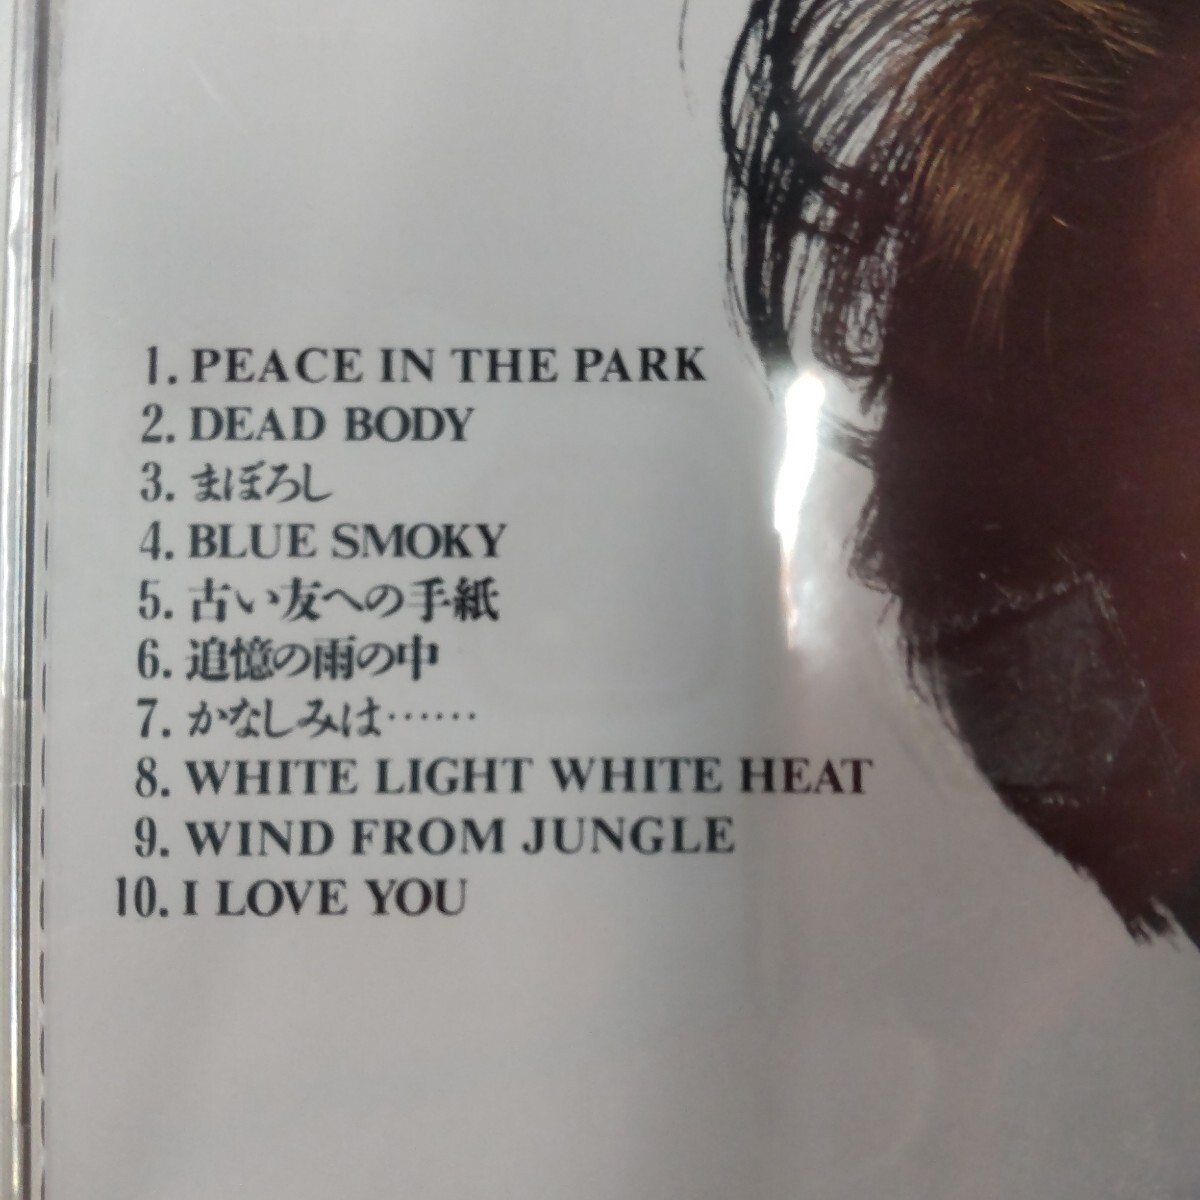 1. PEACE IN THE PARK
2. DEAD BODY
3. まぼろし
4. BLUE SMOKY
5. 古い友への手紙
6. 追憶の雨の中
7. かなしみは……
8. WHITE LIGHT WHITE HEAT
9. WIND FROM JUNGLE
10. I LOVE YOU